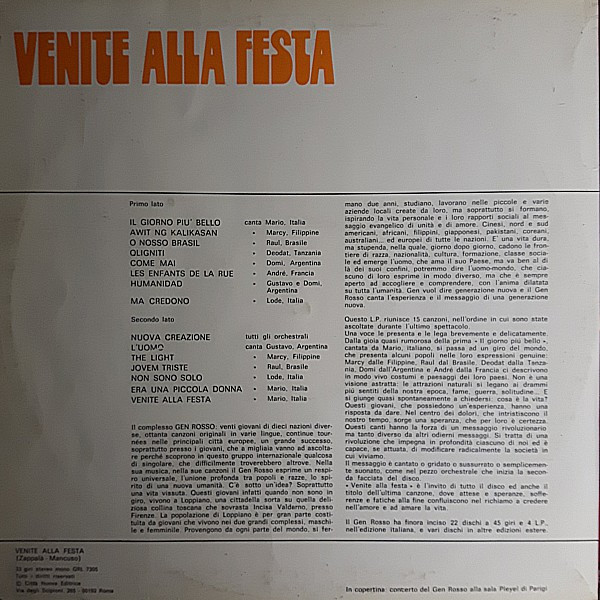 VENITE ALLA FESTA
Primo lato
IL GIORNO PIU' BELLO canta Mario, Italia
AWIT NG KALIKASAN » Marcy, Filippine
O NOSSO BRASIL » Raul, Brasile
OLIGNITI » Deodat, Tanzania
COME MAI » Domi, Argentina
LES ENFANTS DE LA RUE » André, Francia
HUMANIDAD » Gustavo e Domi,
Argentina
MA CREDONO » Lode, Italia
Secondo lato
NUOVA CREAZIONE tutti gli orchestrali
L'UOMO canta Gustavo, Argentina
THE LIGHT » Marcy, Filippine
JOVEM TRISTE » Raul, Brasile
NON SONO SOLO » Lode, Italia
ERA UNA PICCOLA DONNA » Mario, Italia
VENITE ALLA FESTA » Mario, Italia
Il complesso GEN ROSSO: venti giovani di dieci nazioni diver-
se, ottanta canzoni originali in varie lingue, continue tour-
nées nelle principali città europee, un grande successo,
soprattutto presso i giovani, che a migliaia vanno ad ascolta-
re perché scoprono in questo gruppo internazionale qualcosa
di singolare, che difficilmente troverebbero altrove. Nella
sua musica, nella sue canzoni il Gen Rosso esprime un respi-
ro universale, l'unione profonda tra popoli e razze, lo spi-
rito di una nuova umanità. C'è sotto un'idea? Soprattutto
una vita vissuta. Questi giovani infatti quando non sono in
giro, vivono a Loppiano, una cittadella sorta su quella deli-
ziosa collina toscana che sovrasta Incisa Valdarno, presso
Firenze. La popolazione di Loppiano è per gran parte costi-
tuita da giovani che vivono nei due grandi complessi, maschi-
le e femminile. Provengono da ogni parte del mondo, si fer-
mano due anni, studiano, lavorano nelle piccole e varie
aziende locali create da loro, ma soprattutto si formano,
ispirando la vita personale e i loro rapporti sociali al mes-
saggio evangelico di unità e di amore. Cinesi, nord e sud
americani, africani, filippini, giapponesi, pakistani, coreani,
australiani.. ed europei di tutte le nazioni. E' una vita dura,
ma stupenda, nella quale, giorno dopo giorno, cadono le fron-
tiere di razza, nazionalità, cultura, formazione, classe socia-
le ed emerge l'uomo, che ama il suo Paese, ma va ben al di
là dei suoi confini, potremmo dire l'uomo-mondo, che cia-
scuno di loro esprime in modo diverso, ma che è sempre
aperto ad accogliere e comprendere, con l'anima dilatata
su tutta l'umanità. Gen vuol dire generazione nuova e il Gen
Rosso canta l'esperienza e il messaggio di una generazione
nuova.
Questo L.P. riunisce 15 canzoni, nell'ordine in cui sono state
ascoltate durante l'ultimo spettacolo.
Una voce le presenta e le lega brevemente e delicatamente.
Dalla gioia quasi rumorosa della prima « Il giorno più bello »,
cantata da Mario, italiano, si passa ad un giro del mondo,
che presenta alcuni popoli nelle loro espressioni genuine:
Marcy dalle Filippine, Raul dal Brasile, Deodat dalla Tanza-
nia, Domi dall'Argentina e André dalla Francia ci descrivono
in modo vivo costumi e paesaggi dei loro paesi. Non è una
visione astratta: le attrazioni naturali si legano ai drammi
più sentiti della nostra epoca, fame, guerra, solitudine... E
si giunge quasi spontaneamente a chiedersi: cosa è la vita?
Questi giovani, che possiedono un'esperienza, hanno una
risposta da dare. Nel centro dei dolori, che intristiscono il
nostro tempo, sorge una speranza, che per loro è certezza.
Questi canti hanno la forza di un messaggio rivoluzionario
ma tanto diverso da altri odierni messaggi. Si tratta di una
rivoluzione che impegna in profondità ciascuno di noi ed è
capace, se attuata, di modificare radicalmente la società in
cui viviamo.
Il messaggio è cantato o gridato o sussurrato o semplicemen-
te suonato, come nel pezzo orchestrale che inizia la secon-
da facciata del disco.
« Venite alla festa » è l'invito di tutto il disco ed anche il
titolo dell'ultima canzone, dove attese e speranze, soffe-
renze e fatiche alla fine confluiscono nel richiamo a credere
nell'amore e ad amare la vita.
Il Gen Rosso ha finora inciso 22 dischi a 45 giri e 4 L.P.,
nell'edizione italiana, e vari dischi in altre edizioni estere.
VENITE ALLA FESTA
(Zappalà - Mancuso)
33 giri stereo mono GRL 7305
Tutti i diritti riservati
© Città Nuova Editrice
Via degli Scipioni, 265 - 00192 Roma
In copertina: concerto del Gen Rosso alla sala Pleyel di Parigi